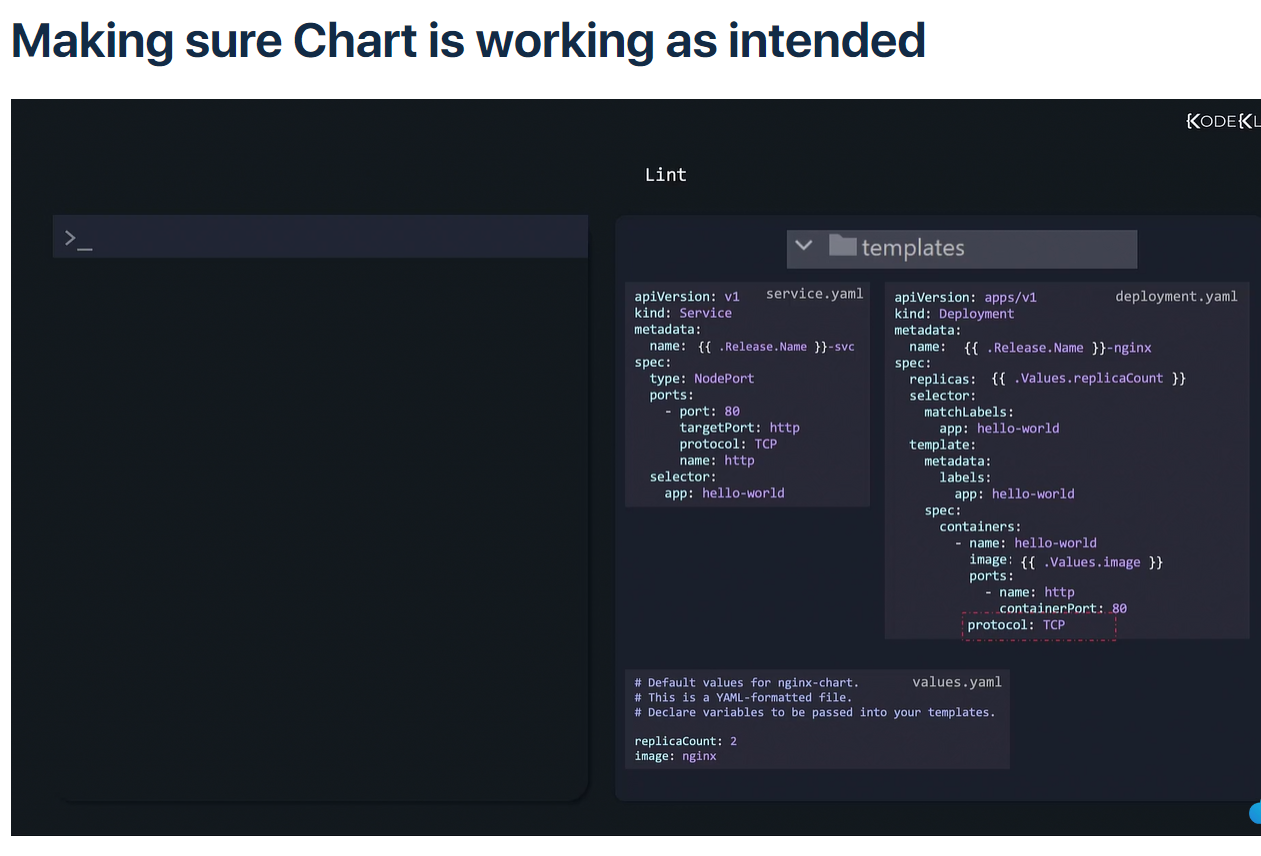 Making sure Chart is working as intended
Lint
>_
templates
service.yaml
apiVersion: v1
kind: Service
metadata:
  name: {{ .Release.Name }}-svc
spec:
  type: NodePort
  ports:
    - port: 80
      targetPort: http
      protocol: TCP
      name: http
  selector:
    app: hello-world
deployment.yaml
apiVersion: apps/v1
kind: Deployment
metadata:
  name: {{ .Release.Name }}-nginx
spec:
  replicas: {{ .Values.replicaCount }}
  selector:
    matchLabels:
      app: hello-world
  template:
    metadata:
      labels:
        app: hello-world
    spec:
      containers:
        - name: hello-world
          image: {{ .Values.image }}
          ports:
            - name: http
              containerPort: 80
          protocol: TCP
values.yaml
# Default values for nginx-chart.
# This is a YAML-formatted file.
# Declare variables to be passed into your templates.
replicaCount: 2
image: nginx